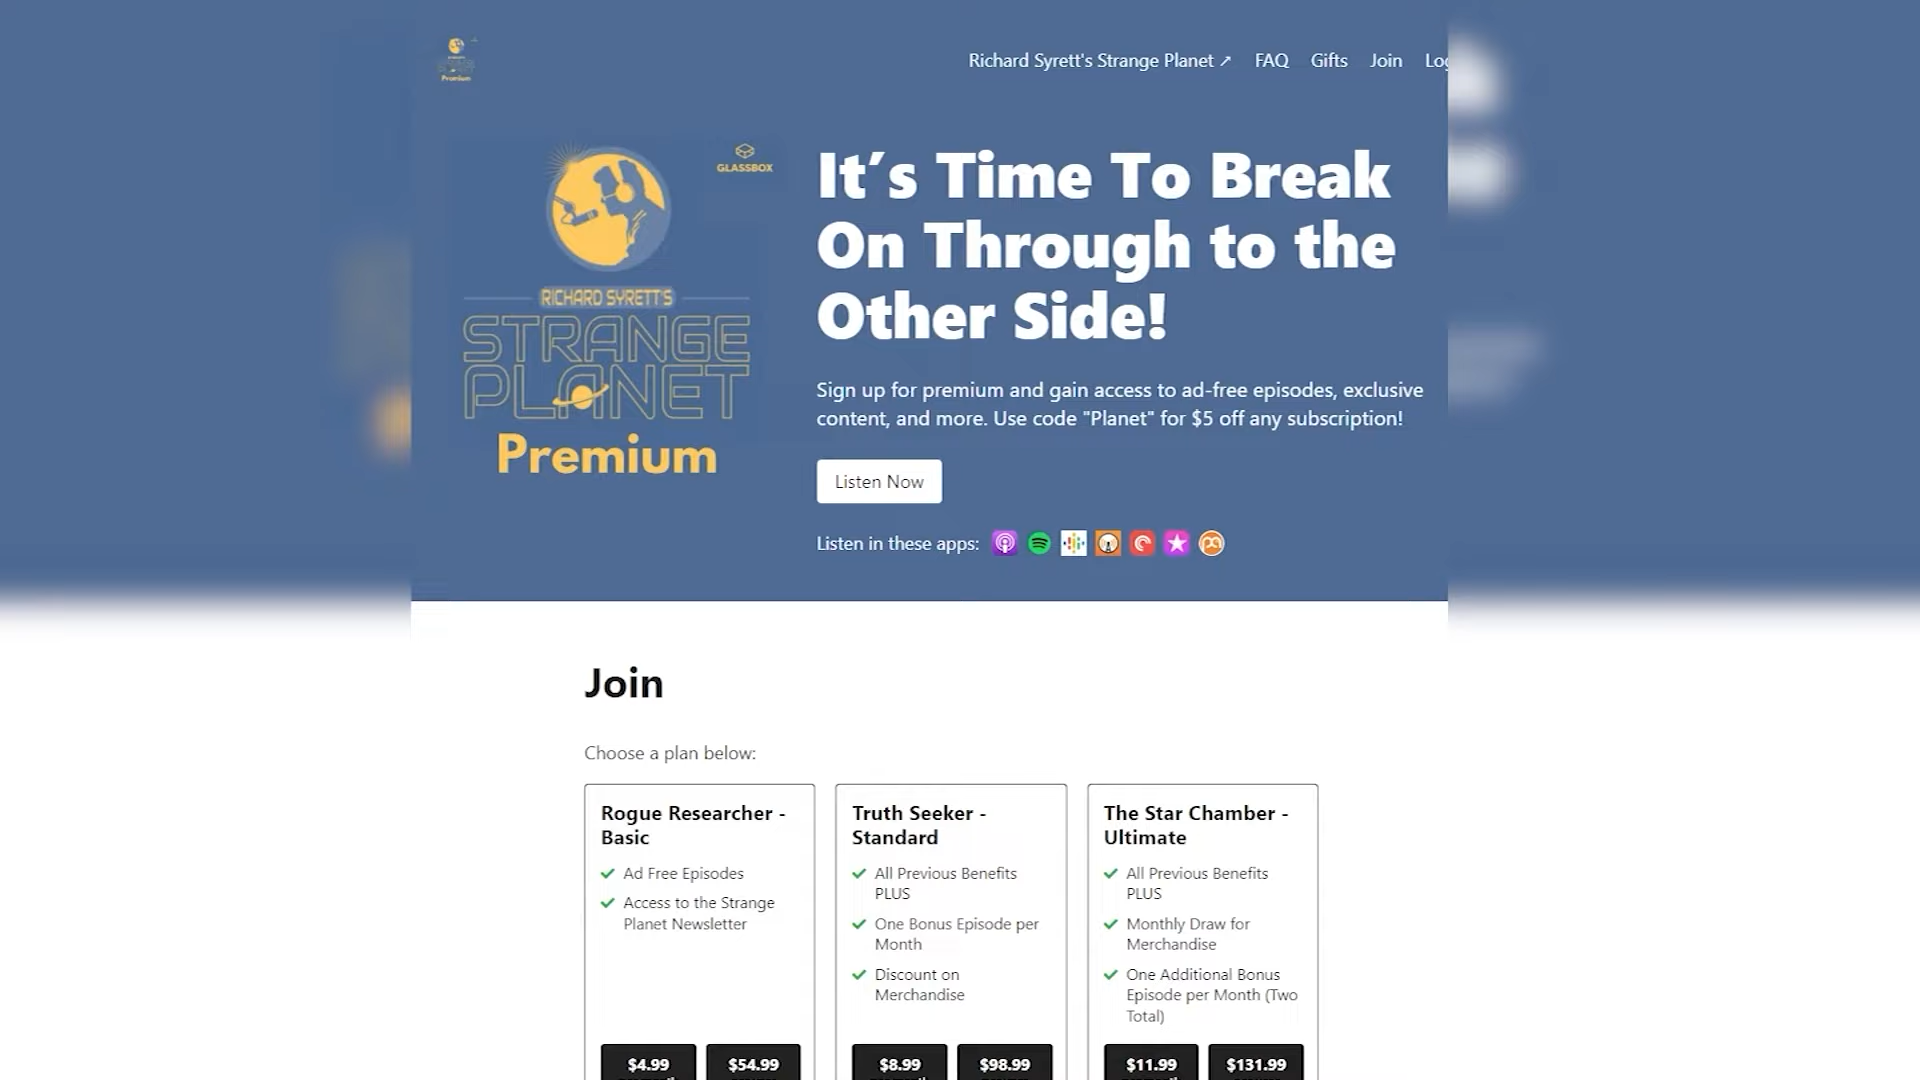 Premium
Richard Syrett's Strange Planet ↗ FAQ Gifts Join Log
GLASSBOX
RICHARD SYRETT'S
STRANGE
PLANET
Premium
It's Time To Break
On Through to the
Other Side!
Sign up for premium and gain access to ad-free episodes, exclusive
content, and more. Use code "Planet" for $5 off any subscription!
Listen Now
Listen in these apps:
Join
Choose a plan below:
Rogue Researcher -
Basic
Ad Free Episodes
Access to the Strange
Planet Newsletter
$4.99 $54.99
Truth Seeker -
Standard
All Previous Benefits
PLUS
One Bonus Episode per
Month
Discount on
Merchandise
$8.99 $98.99
The Star Chamber -
Ultimate
All Previous Benefits
PLUS
Monthly Draw for
Merchandise
One Additional Bonus
Episode per Month (Two
Total)
$11.99 $131.99